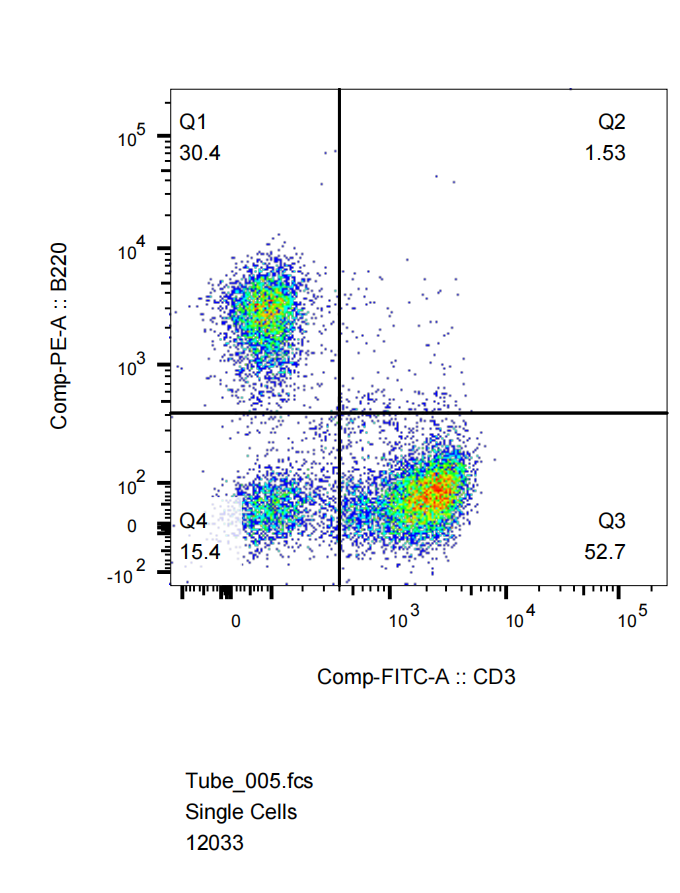 Q1
30.4
Q2
1.53
Q4
15.4
Q3
52.7
10^5
10^4
10^3
10^2
0
-10^2
Comp-PE-A :: B220
0
10^3
10^4
10^5
Comp-FITC-A :: CD3
Tube_005.fcs
Single Cells
12033